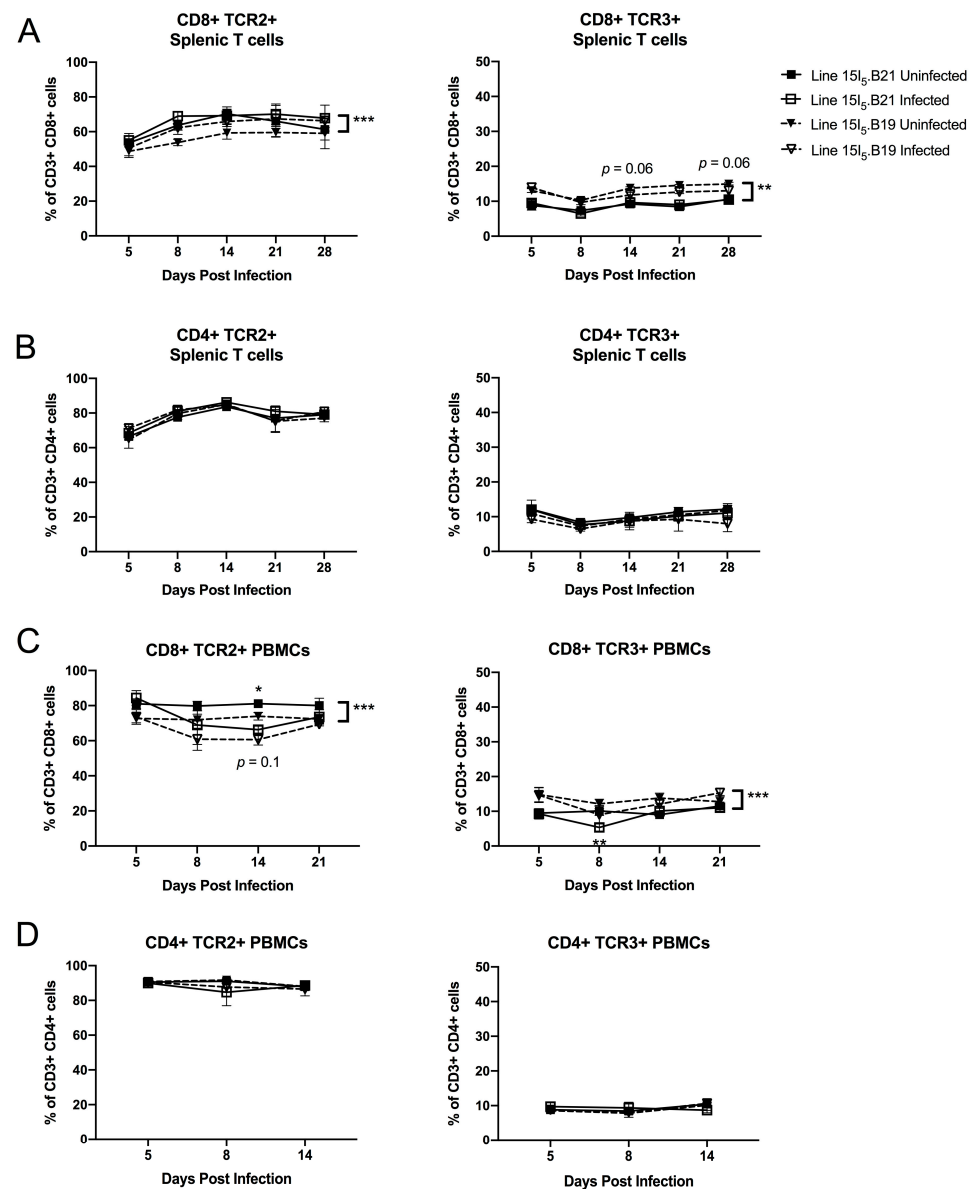 A
CD8+ TCR2+
Splenic T cells
% of CD3+ CD8+ cells
100
80
60
40
20
0
***
5 8 14 21 28
Days Post Infection
CD8+ TCR3+
Splenic T cells
% of CD3+ CD8+ cells
50
40
30
20
10
0
p = 0.06
p = 0.06
**
5 8 14 21 28
Days Post Infection
Line 15I5.B21 Uninfected
Line 15I5.B21 Infected
Line 15I5.B19 Uninfected
Line 15I5.B19 Infected
B
CD4+ TCR2+
Splenic T cells
% of CD3+ CD4+ cells
100
80
60
40
20
0
5 8 14 21 28
Days Post Infection
CD4+ TCR3+
Splenic T cells
% of CD3+ CD4+ cells
50
40
30
20
10
0
5 8 14 21 28
Days Post Infection
C
CD8+ TCR2+ PBMCs
% of CD3+ CD8+ cells
100
80
60
40
20
0
*
***
p = 0.1
5 8 14 21
Days Post Infection
CD8+ TCR3+ PBMCs
% of CD3+ CD8+ cells
50
40
30
20
10
0
***
**
5 8 14 21
Days Post Infection
D
CD4+ TCR2+ PBMCs
% of CD3+ CD4+ cells
100
80
60
40
20
0
5 8 14
Days Post Infection
CD4+ TCR3+ PBMCs
% of CD3+ CD4+ cells
50
40
30
20
10
0
5 8 14
Days Post Infection